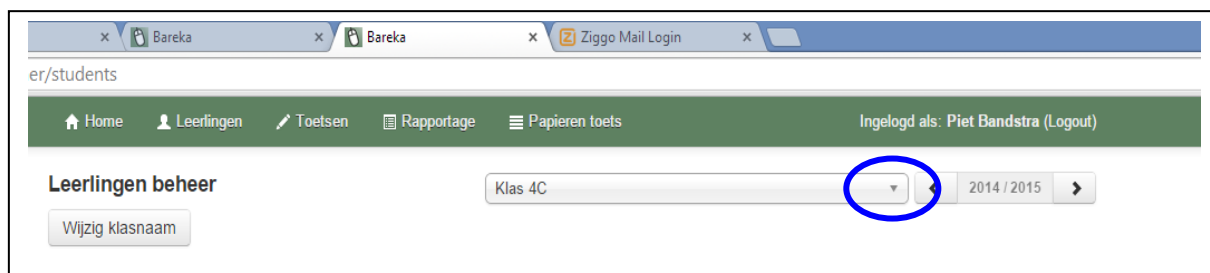 Bareka
Bareka
Ziggo Mail Login
er/students
Home Leerlingen Toetsen Rapportage Papieren toets Ingelogd als: Piet Bandstra (Logout)
Leerlingen beheer
Klas 4C
2014 / 2015
Wijzig klasnaam